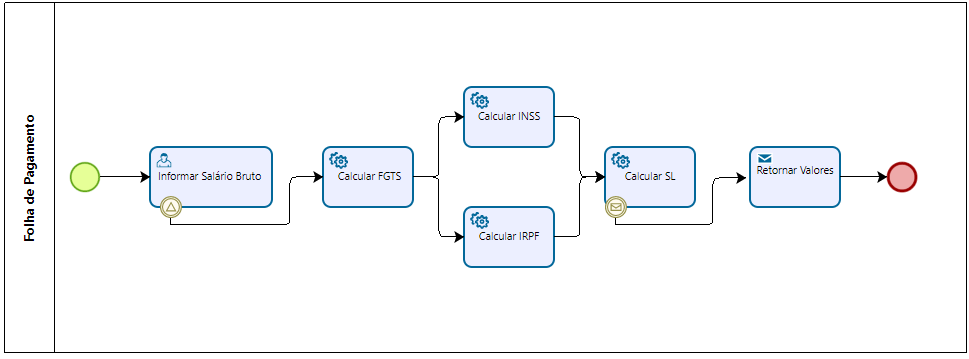 Folha de Pagamento
Informar Salário Bruto
Calcular FGTS
Calcular INSS
Calcular IRPF
Calcular SL
Retornar Valores